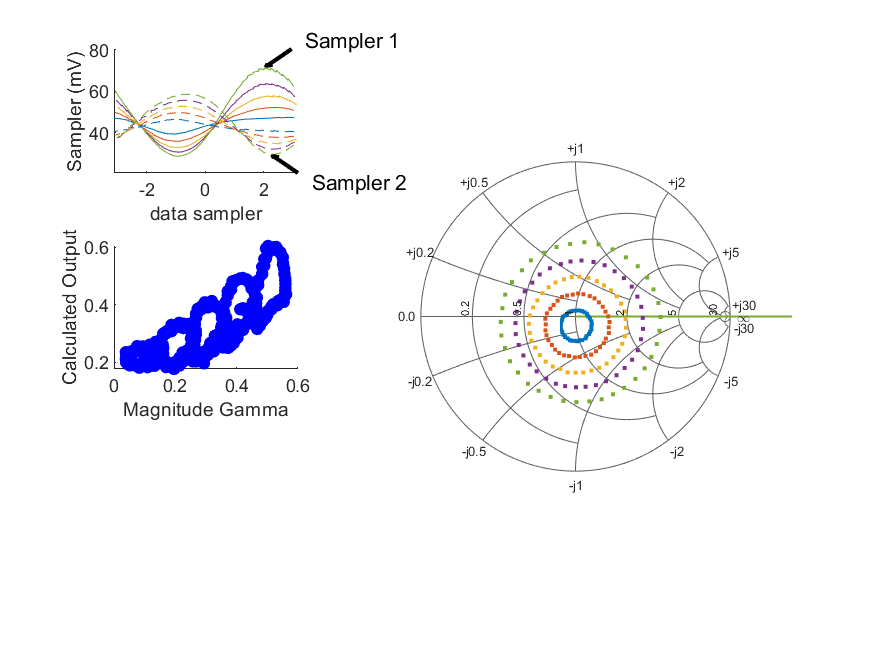 Sampler 1
Sampler (mV)
80
60
40
-2 0 2
data sampler
Sampler 2
Calculated Output
0.6
0.4
0.2
0 0.2 0.4 0.6
Magnitude Gamma
+j1
+j0.5 +j2
+j0.2 +j5
0.0 0.2 0.5 1 2 5 30 +j30
∞
-j30
-j0.2 -j5
-j0.5 -j2
-j1